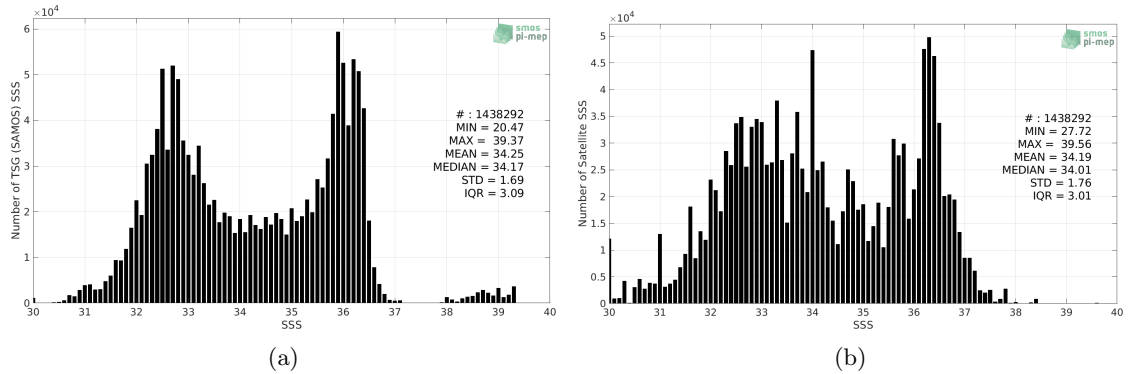 ×10⁴
6
5
4
3
2
1
0
Number of TSG (SAMOS) SSS
30 31 32 33 34 35 36 37 38 39 40
SSS
smos
pi-mep
# : 1438292
MIN = 20.47
MAX = 39.37
MEAN = 34.25
MEDIAN = 34.17
STD = 1.69
IQR = 3.09
(a)
×10⁴
5
4.5
4
3.5
3
2.5
2
1.5
1
0.5
0
Number of Satellite SSS
30 31 32 33 34 35 36 37 38 39 40
SSS
smos
pi-mep
# : 1438292
MIN = 27.72
MAX = 39.56
MEAN = 34.19
MEDIAN = 34.01
STD = 1.76
IQR = 3.01
(b)